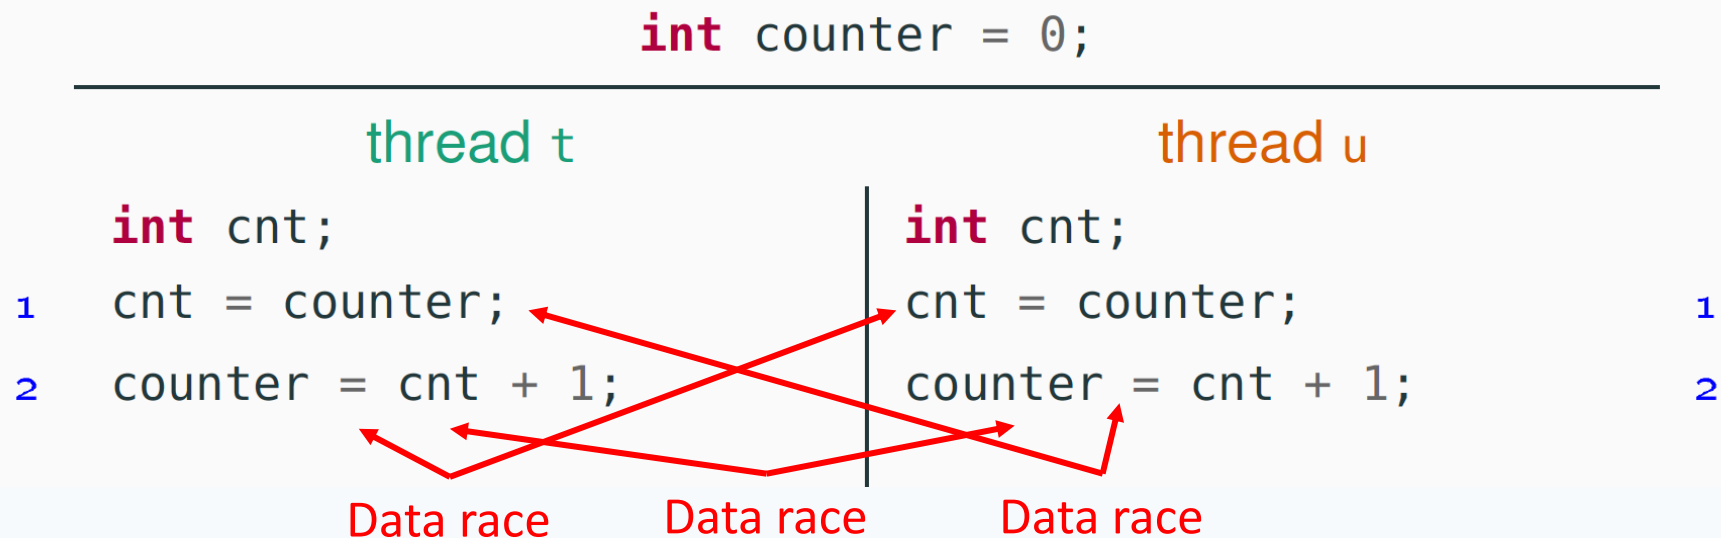 int counter = 0;
thread t
thread u
int cnt;
int cnt;
1 cnt = counter;
cnt = counter; 1
2 counter = cnt + 1;
counter = cnt + 1; 2
Data race
Data race
Data race